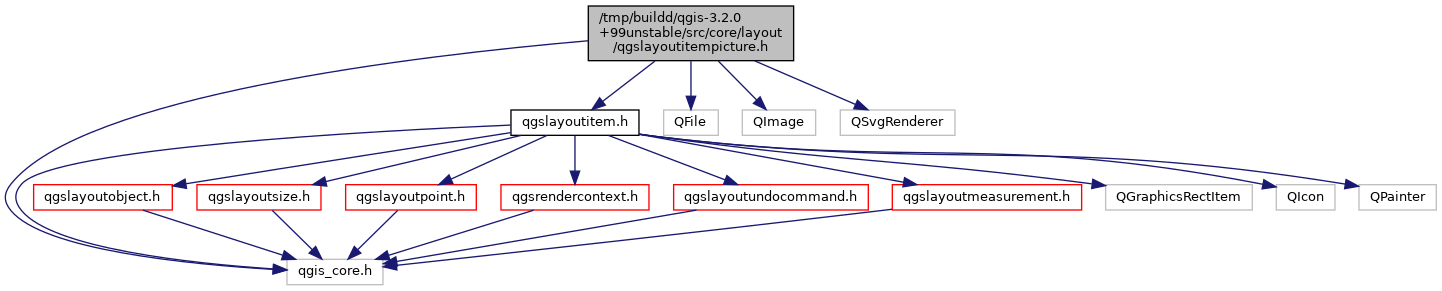 /tmp/buildd/qgis-3.2.0
+99unstable/src/core/layout
/qgslayoutitempicture.h
qgslayoutitem.h
QFile
QImage
QSvgRenderer
qgslayoutobject.h
qgslayoutsize.h
qgslayoutpoint.h
qgsrendercontext.h
qgslayoutundocommand.h
qgslayoutmeasurement.h
QGraphicsRectItem
QIcon
QPainter
qgis_core.h